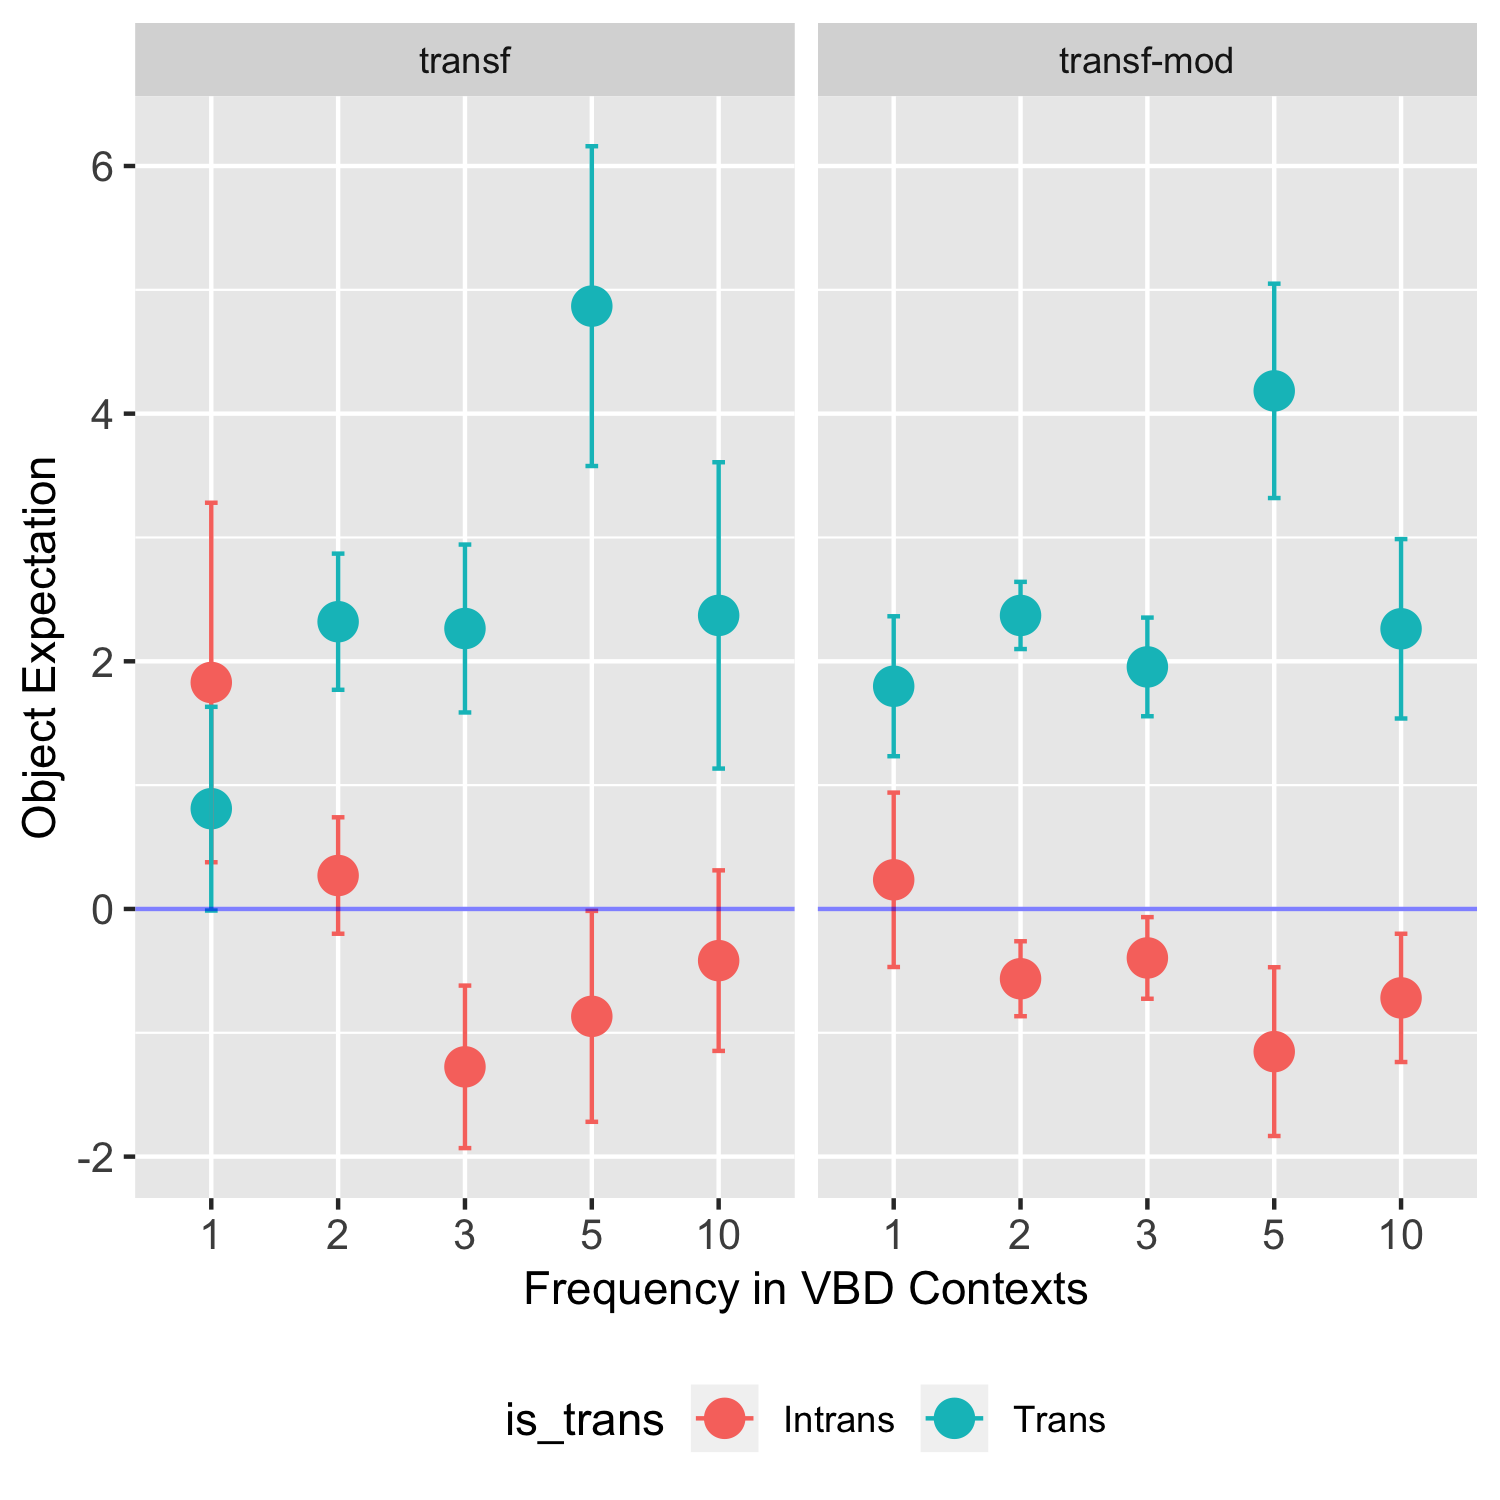 transf
transf-mod
6
4
2
0
-2
Object Expectation
1 2 3 5 10
1 2 3 5 10
Frequency in VBD Contexts
is_trans Intrans Trans